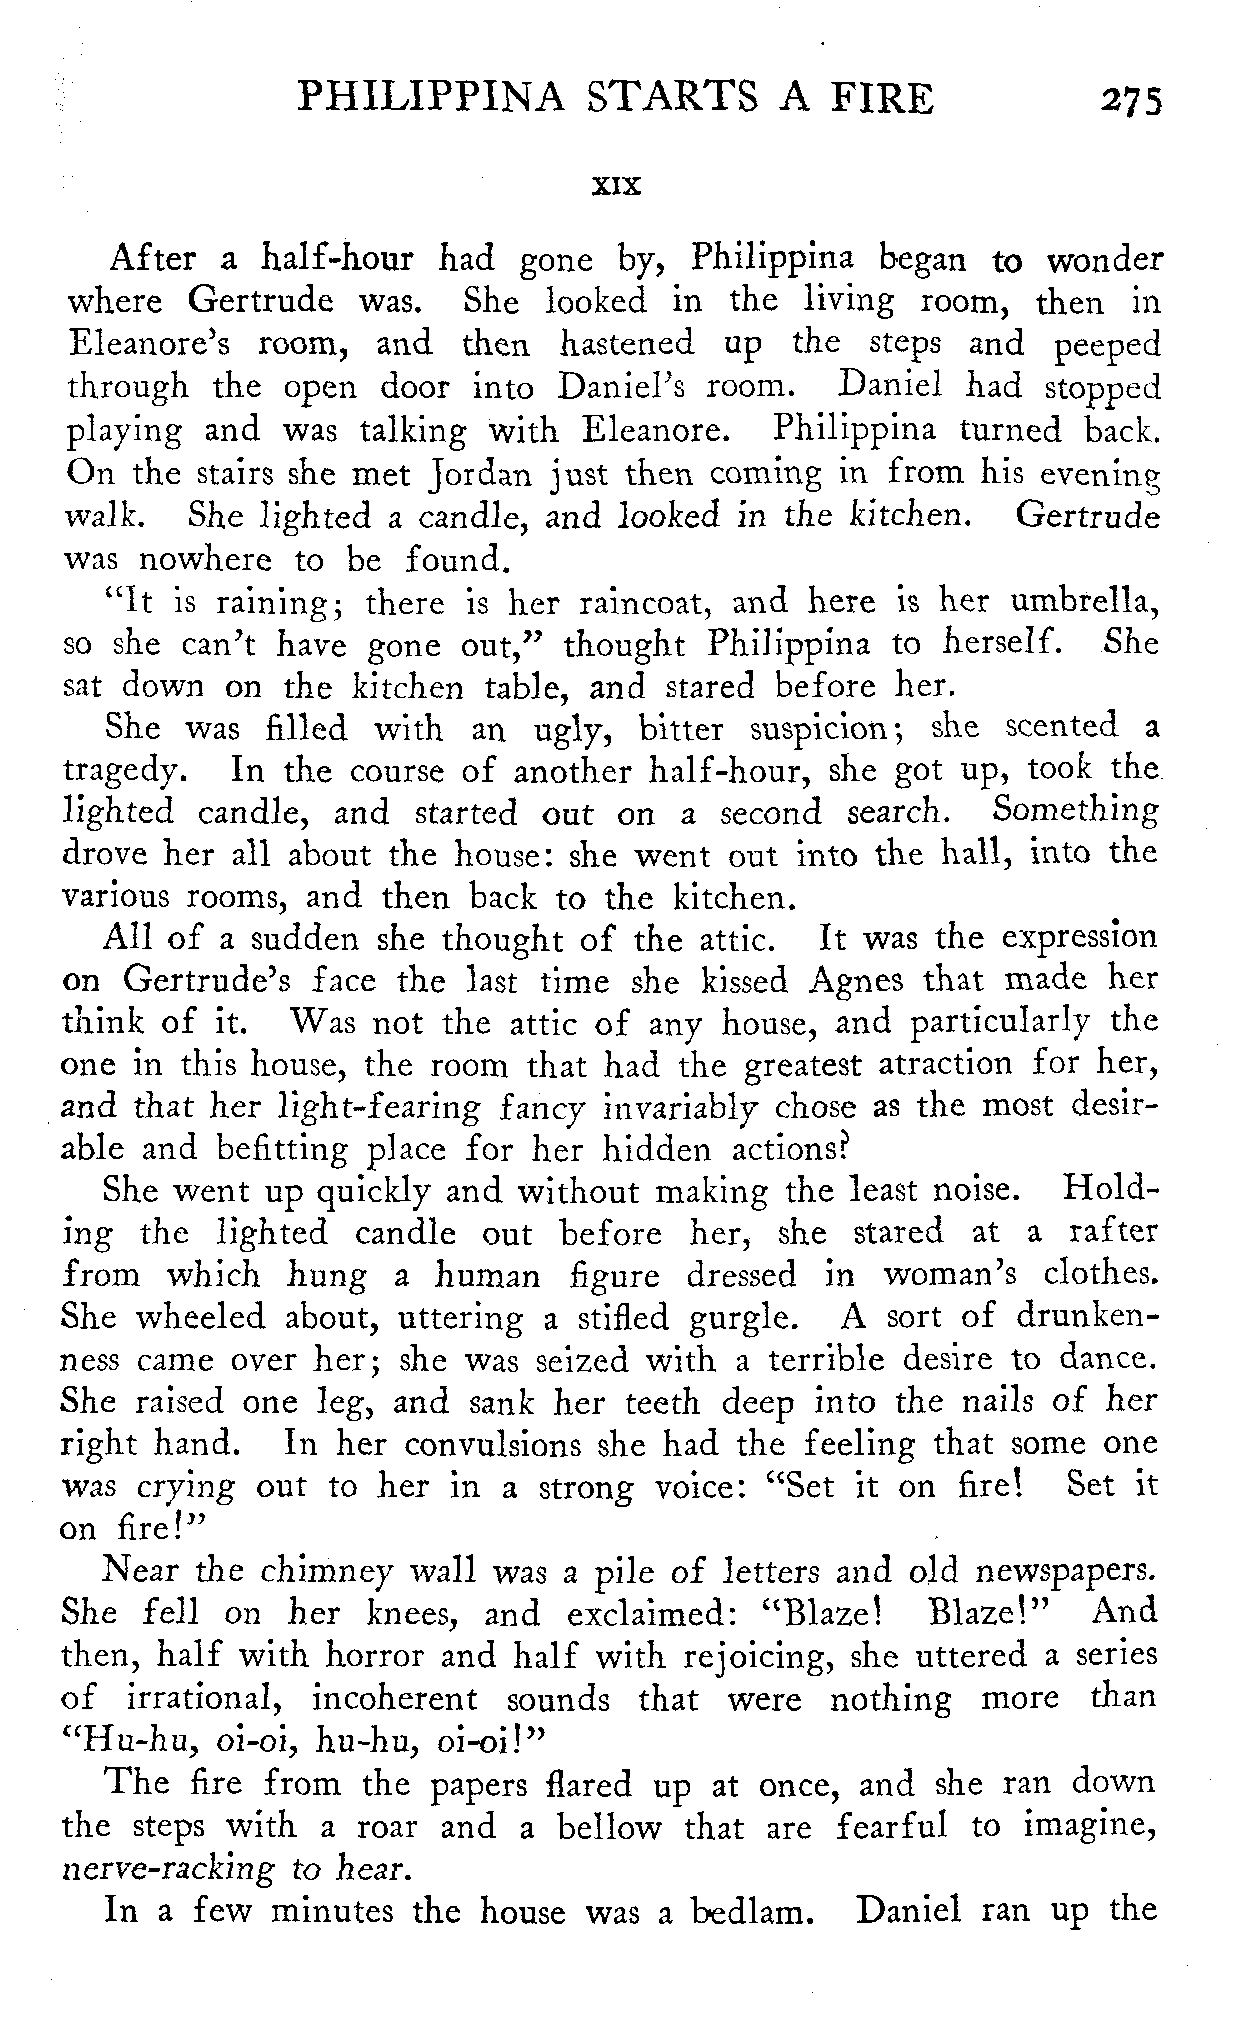 PHILIPPINA STARTS A FIRE 275
XIX
After a half-hour had gone by, Philippina began to wonder
where Gertrude was. She looked in the living room, then in
Eleanore's room, and then hastened up the steps and peeped
through the open door into Daniel's room. Daniel had stopped
playing and was talking with Eleanore. Philippina turned back.
On the stairs she met Jordan just then coming in from his evening
walk. She lighted a candle, and looked in the kitchen. Gertrude
was nowhere to be found.
"It is raining; there is her raincoat, and here is her umbrella,
so she can't have gone out," thought Philippina to herself. She
sat down on the kitchen table, and stared before her.
She was filled with an ugly, bitter suspicion; she scented a
tragedy. In the course of another half-hour, she got up, took the
lighted candle, and started out on a second search. Something
drove her all about the house: she went out into the hall, into the
various rooms, and then back to the kitchen.
All of a sudden she thought of the attic. It was the expression
on Gertrude's face the last time she kissed Agnes that made her
think of it. Was not the attic of any house, and particularly the
one in this house, the room that had the greatest atraction for her,
and that her light-fearing fancy invariably chose as the most desir-
able and befitting place for her hidden actions?
She went up quickly and without making the least noise. Hold-
ing the lighted candle out before her, she stared at a rafter
from which hung a human figure dressed in woman's clothes.
She wheeled about, uttering a stifled gurgle. A sort of drunken-
ness came over her; she was seized with a terrible desire to dance.
She raised one leg, and sank her teeth deep into the nails of her
right hand. In her convulsions she had the feeling that some one
was crying out to her in a strong voice: "Set it on fire! Set it
on fire!"
Near the chimney wall was a pile of letters and old newspapers.
She fell on her knees, and exclaimed: "Blaze! Blaze!" And
then, half with horror and half with rejoicing, she uttered a series
of irrational, incoherent sounds that were nothing more than
"Hu-hu, oi-oi, hu-hu, oi-oi!"
The fire from the papers flared up at once, and she ran down
the steps with a roar and a bellow that are fearful to imagine,
nerve-racking to hear.
In a few minutes the house was a bedlam. Daniel ran up the